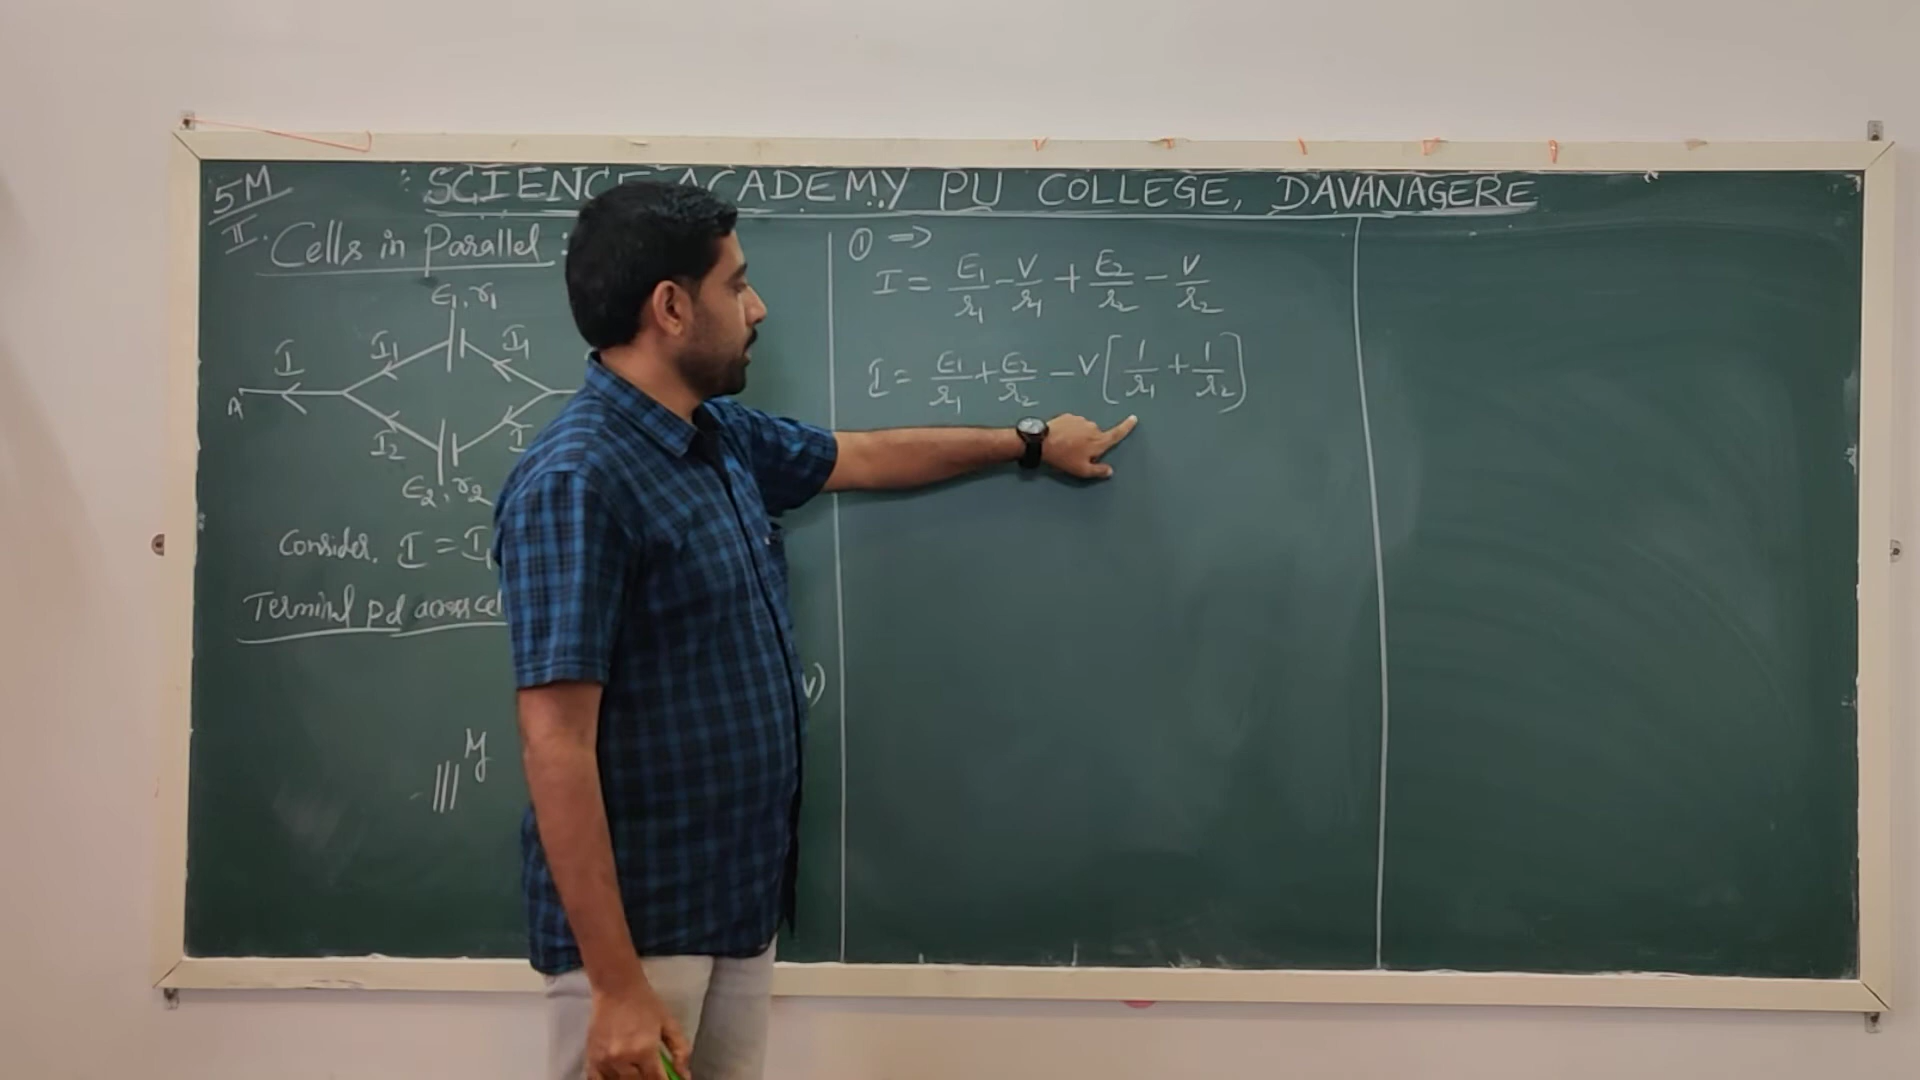 5M
SCIENCE ACADEMY PU COLLEGE, DAVANAGERE
II. Cells in Parallel :
ε₁, r₁
I I₁ I₁
A
I₂ I
ε₂, r₂
Consider, I = I₁
Terminal pd across cel
V)
||| ly
① ⇒
I = ε₁/r₁ - V/r₁ + ε₂/r₂ - V/r₂
I = ε₁/r₁ + ε₂/r₂ - V[1/r₁ + 1/r₂]